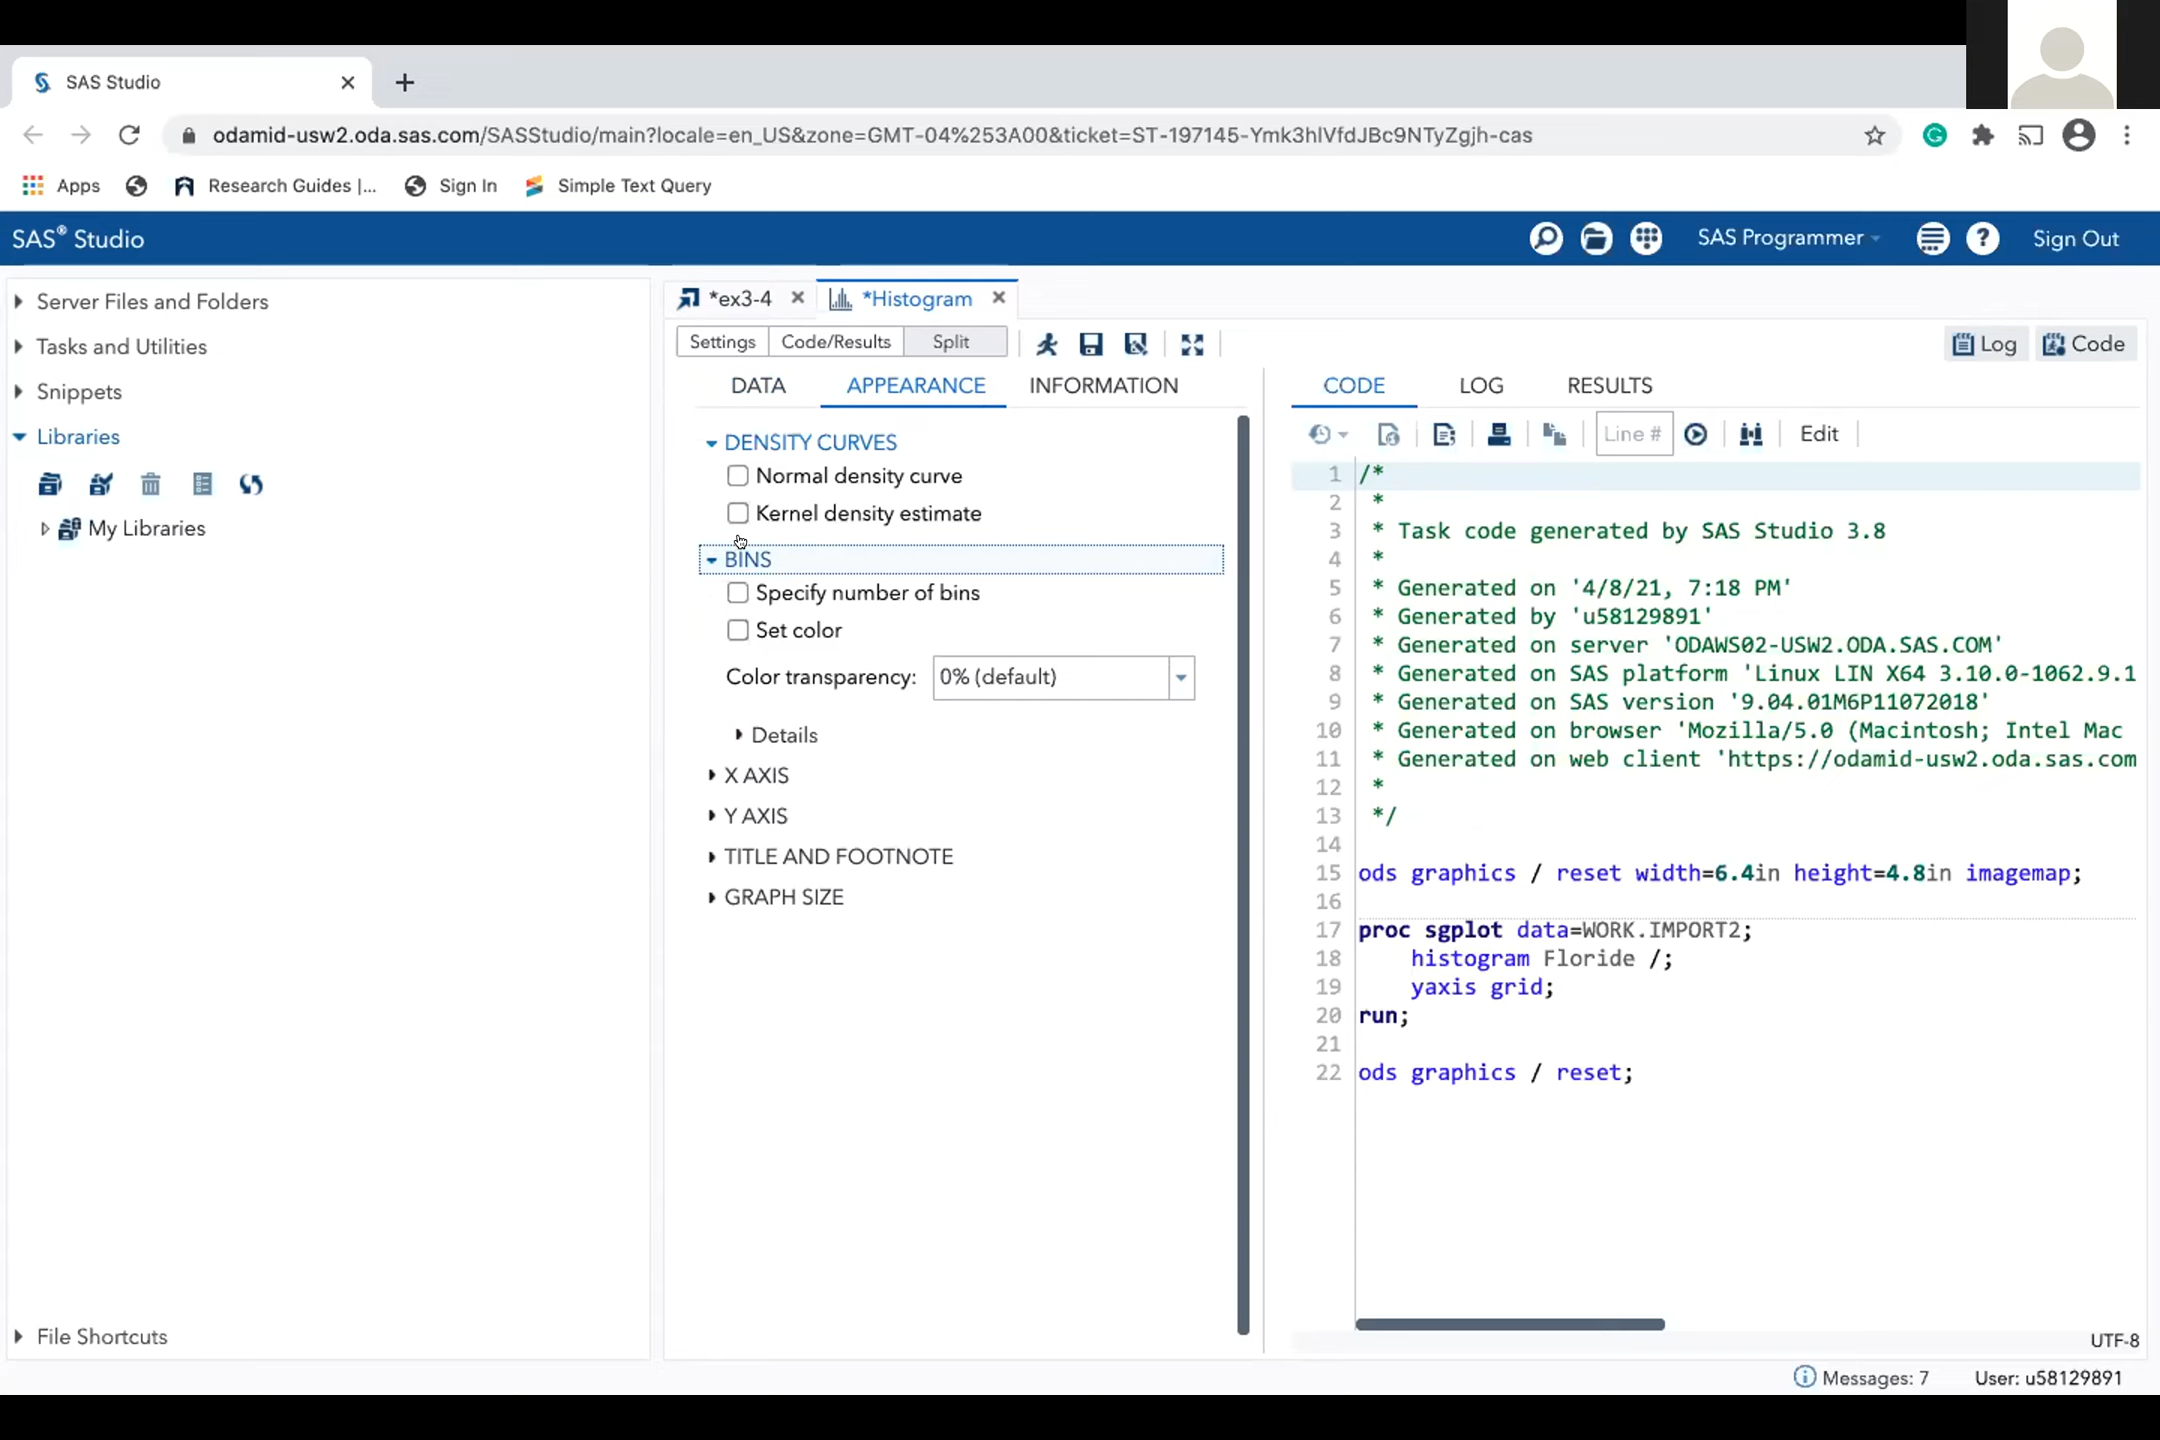 SAS Studio
odamid-usw2.oda.sas.com/SASStudio/main?locale=en_US&zone=GMT-04%253A00&ticket=ST-197145-Ymk3hlVfdJBc9NTyZgjh-cas
Apps Research Guides |... Sign In Simple Text Query
SAS® Studio SAS Programmer Sign Out
Server Files and Folders
Tasks and Utilities
Snippets
Libraries
My Libraries
File Shortcuts
*ex3-4 *Histogram
Settings Code/Results Split Log Code
DATA APPEARANCE INFORMATION
DENSITY CURVES
Normal density curve
Kernel density estimate
BINS
Specify number of bins
Set color
Color transparency: 0% (default)
Details
X AXIS
Y AXIS
TITLE AND FOOTNOTE
GRAPH SIZE
CODE LOG RESULTS
Line # Edit
1 /*
2 *
3 * Task code generated by SAS Studio 3.8
4 *
5 * Generated on '4/8/21, 7:18 PM'
6 * Generated by 'u58129891'
7 * Generated on server 'ODAWS02-USW2.ODA.SAS.COM'
8 * Generated on SAS platform 'Linux LIN X64 3.10.0-1062.9.1
9 * Generated on SAS version '9.04.01M6P11072018'
10 * Generated on browser 'Mozilla/5.0 (Macintosh; Intel Mac
11 * Generated on web client 'https://odamid-usw2.oda.sas.com
12 *
13 */
14
15 ods graphics / reset width=6.4in height=4.8in imagemap;
16
17 proc sgplot data=WORK.IMPORT2;
18 histogram Floride /;
19 yaxis grid;
20 run;
21
22 ods graphics / reset;
UTF-8
Messages: 7 User: u58129891